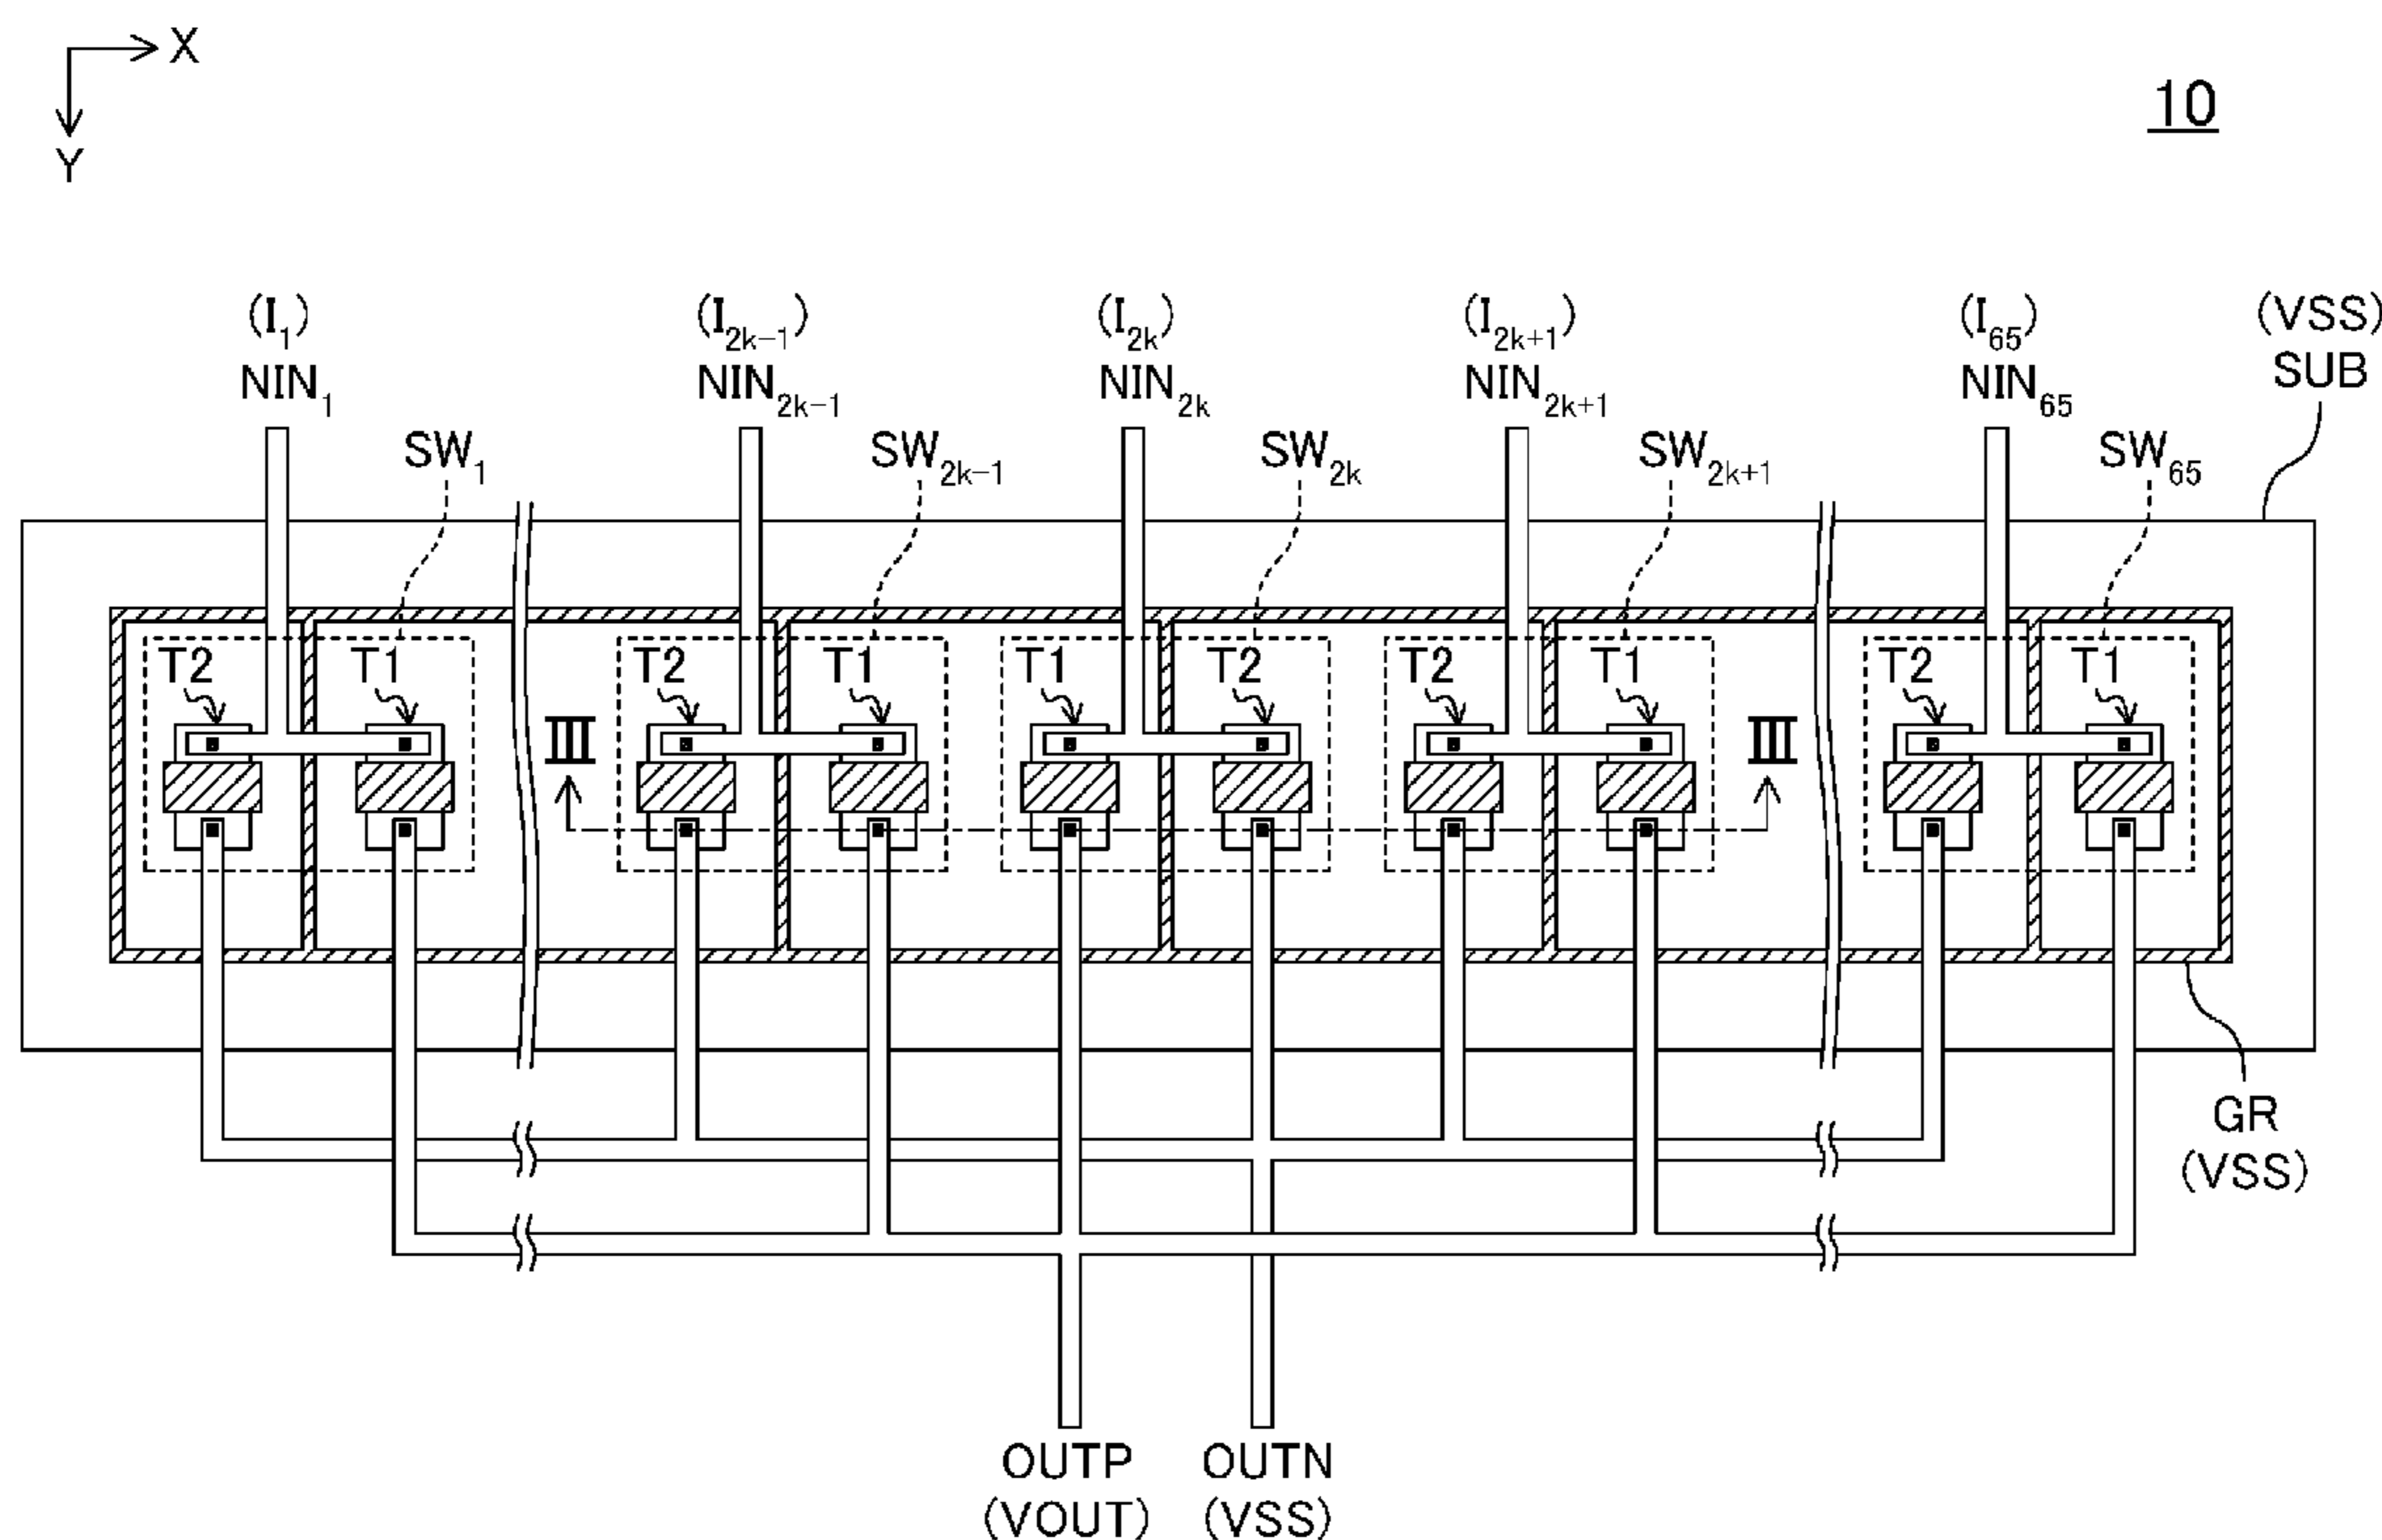 X
Y
10
(I₁) (I₂ₖ₋₁) (I₂ₖ) (I₂ₖ₊₁) (I₆₅) (VSS)
NIN₁ NIN₂ₖ₋₁ NIN₂ₖ NIN₂ₖ₊₁ NIN₆₅ SUB
SW₁ SW₂ₖ₋₁ SW₂ₖ SW₂ₖ₊₁ SW₆₅
T2 T1 T2 T1 T1 T2 T2 T1 T2 T1
III III
GR
(VSS)
OUTP OUTN
(VOUT) (VSS)